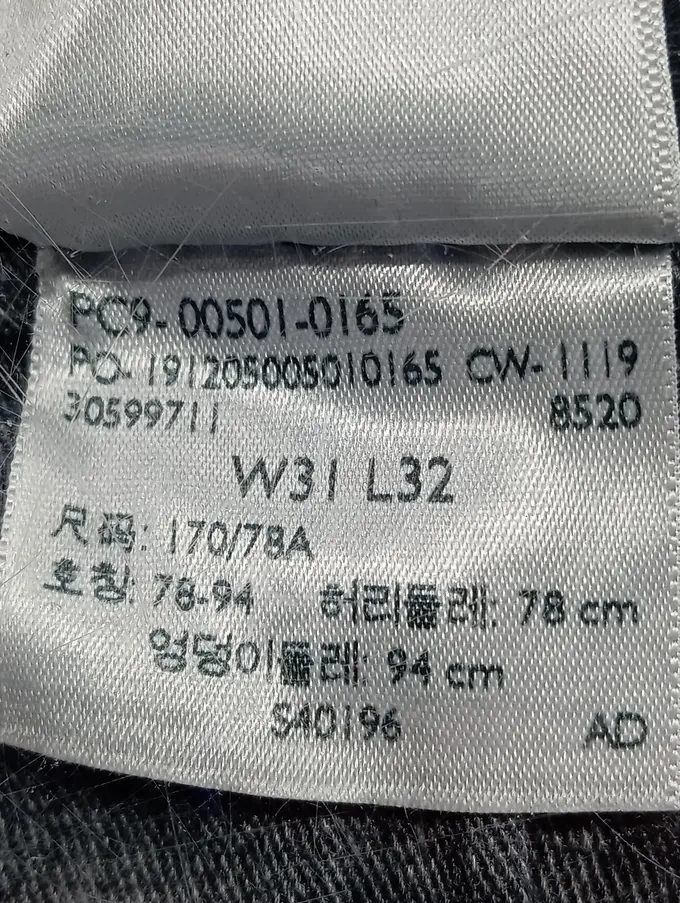 PC9-00501-0165
PO-191205005010165 CW-1119
30599711 8520
W31 L32
尺码: 170/78A
호칭: 78-94 허리둘레: 78 cm
엉덩이둘레: 94 cm
S40196 AD